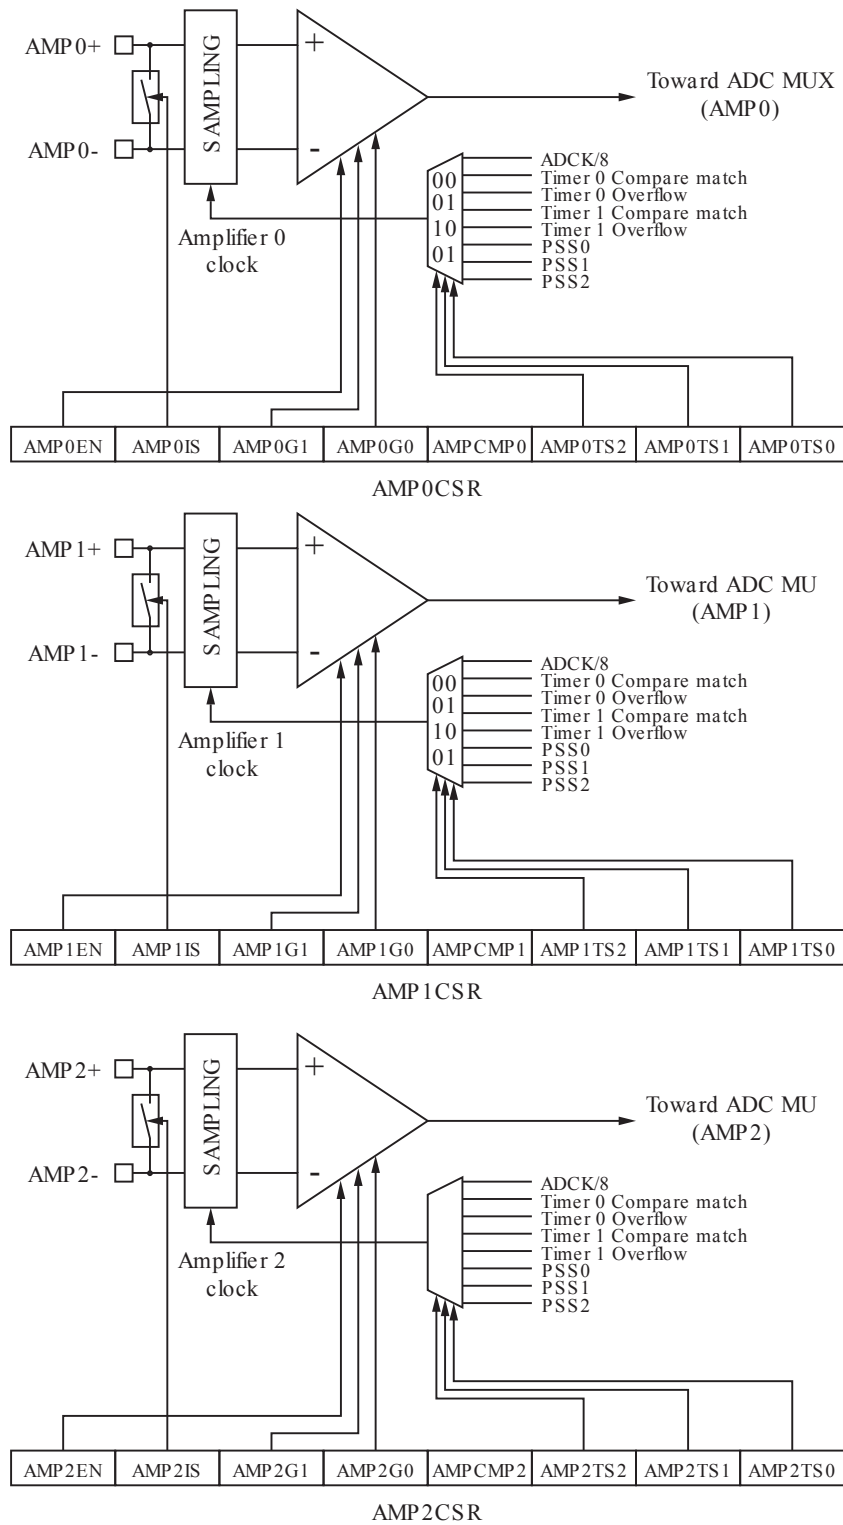 AMP0+
SAMPLING
+
Toward ADC MUX
(AMP0)
AMP0-
-
ADCK/8
00
Timer 0 Compare match
Timer 0 Overflow
01
Timer 1 Compare match
10
Timer 1 Overflow
PSS0
01
PSS1
PSS2
Amplifier 0
clock
AMP0EN AMP0IS AMP0G1 AMP0G0 AMPCMP0 AMP0TS2 AMP0TS1 AMP0TS0
AMP0CSR
AMP1+
SAMPLING
+
Toward ADC MU
(AMP1)
AMP1-
-
ADCK/8
00
Timer 0 Compare match
Timer 0 Overflow
01
Timer 1 Compare match
10
Timer 1 Overflow
PSS0
01
PSS1
PSS2
Amplifier 1
clock
AMP1EN AMP1IS AMP1G1 AMP1G0 AMPCMP1 AMP1TS2 AMP1TS1 AMP1TS0
AMP1CSR
AMP2+
SAMPLING
+
Toward ADC MU
(AMP2)
AMP2-
-
ADCK/8
Timer 0 Compare match
Timer 0 Overflow
Timer 1 Compare match
Timer 1 Overflow
PSS0
PSS1
PSS2
Amplifier 2
clock
AMP2EN AMP2IS AMP2G1 AMP2G0 AMPCMP2 AMP2TS2 AMP2TS1 AMP2TS0
AMP2CSR